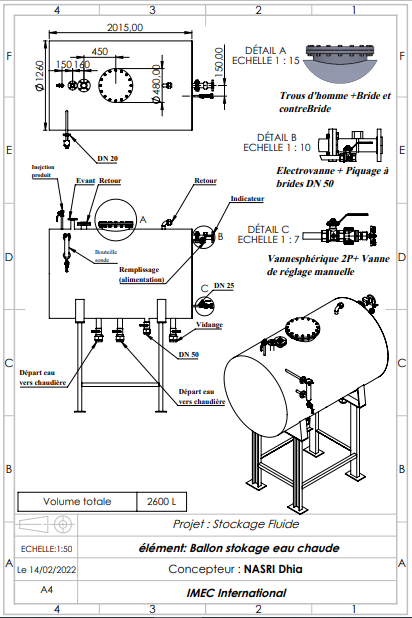 4 3 2 1
2015,00
DÉTAIL A
ECHELLE 1 : 15
F F
450
150 160
Ø1260
Ø480,00
150,00
Trous d'homme +Bride et
contreBride
DÉTAIL B
ECHELLE 1 : 10
E E
DN 20
Electrovanne + Piquage à
brides DN 50
Inejction
produit
Evant Retour
Retour
Indicateur
A
B
DÉTAIL C
ECHELLE 1 : 7
D D
Bouteille
sonde
Remplissage
(alimentation)
Vannesphérique 2P+ Vanne
de réglage manuelle
C
DN 25
Vidange
C C
DN 50
Départ eau
vers chaudière
Départ eau
vers chaudière
B B
Volume totale 2600 L
Projet : Stockage Fluide
ECHELLE:1:50
élément: Ballon stokage eau chaude
A A
Le 14/02/2022
Concepteur : NASRI Dhia
A4
IMEC International
4 3 2 1